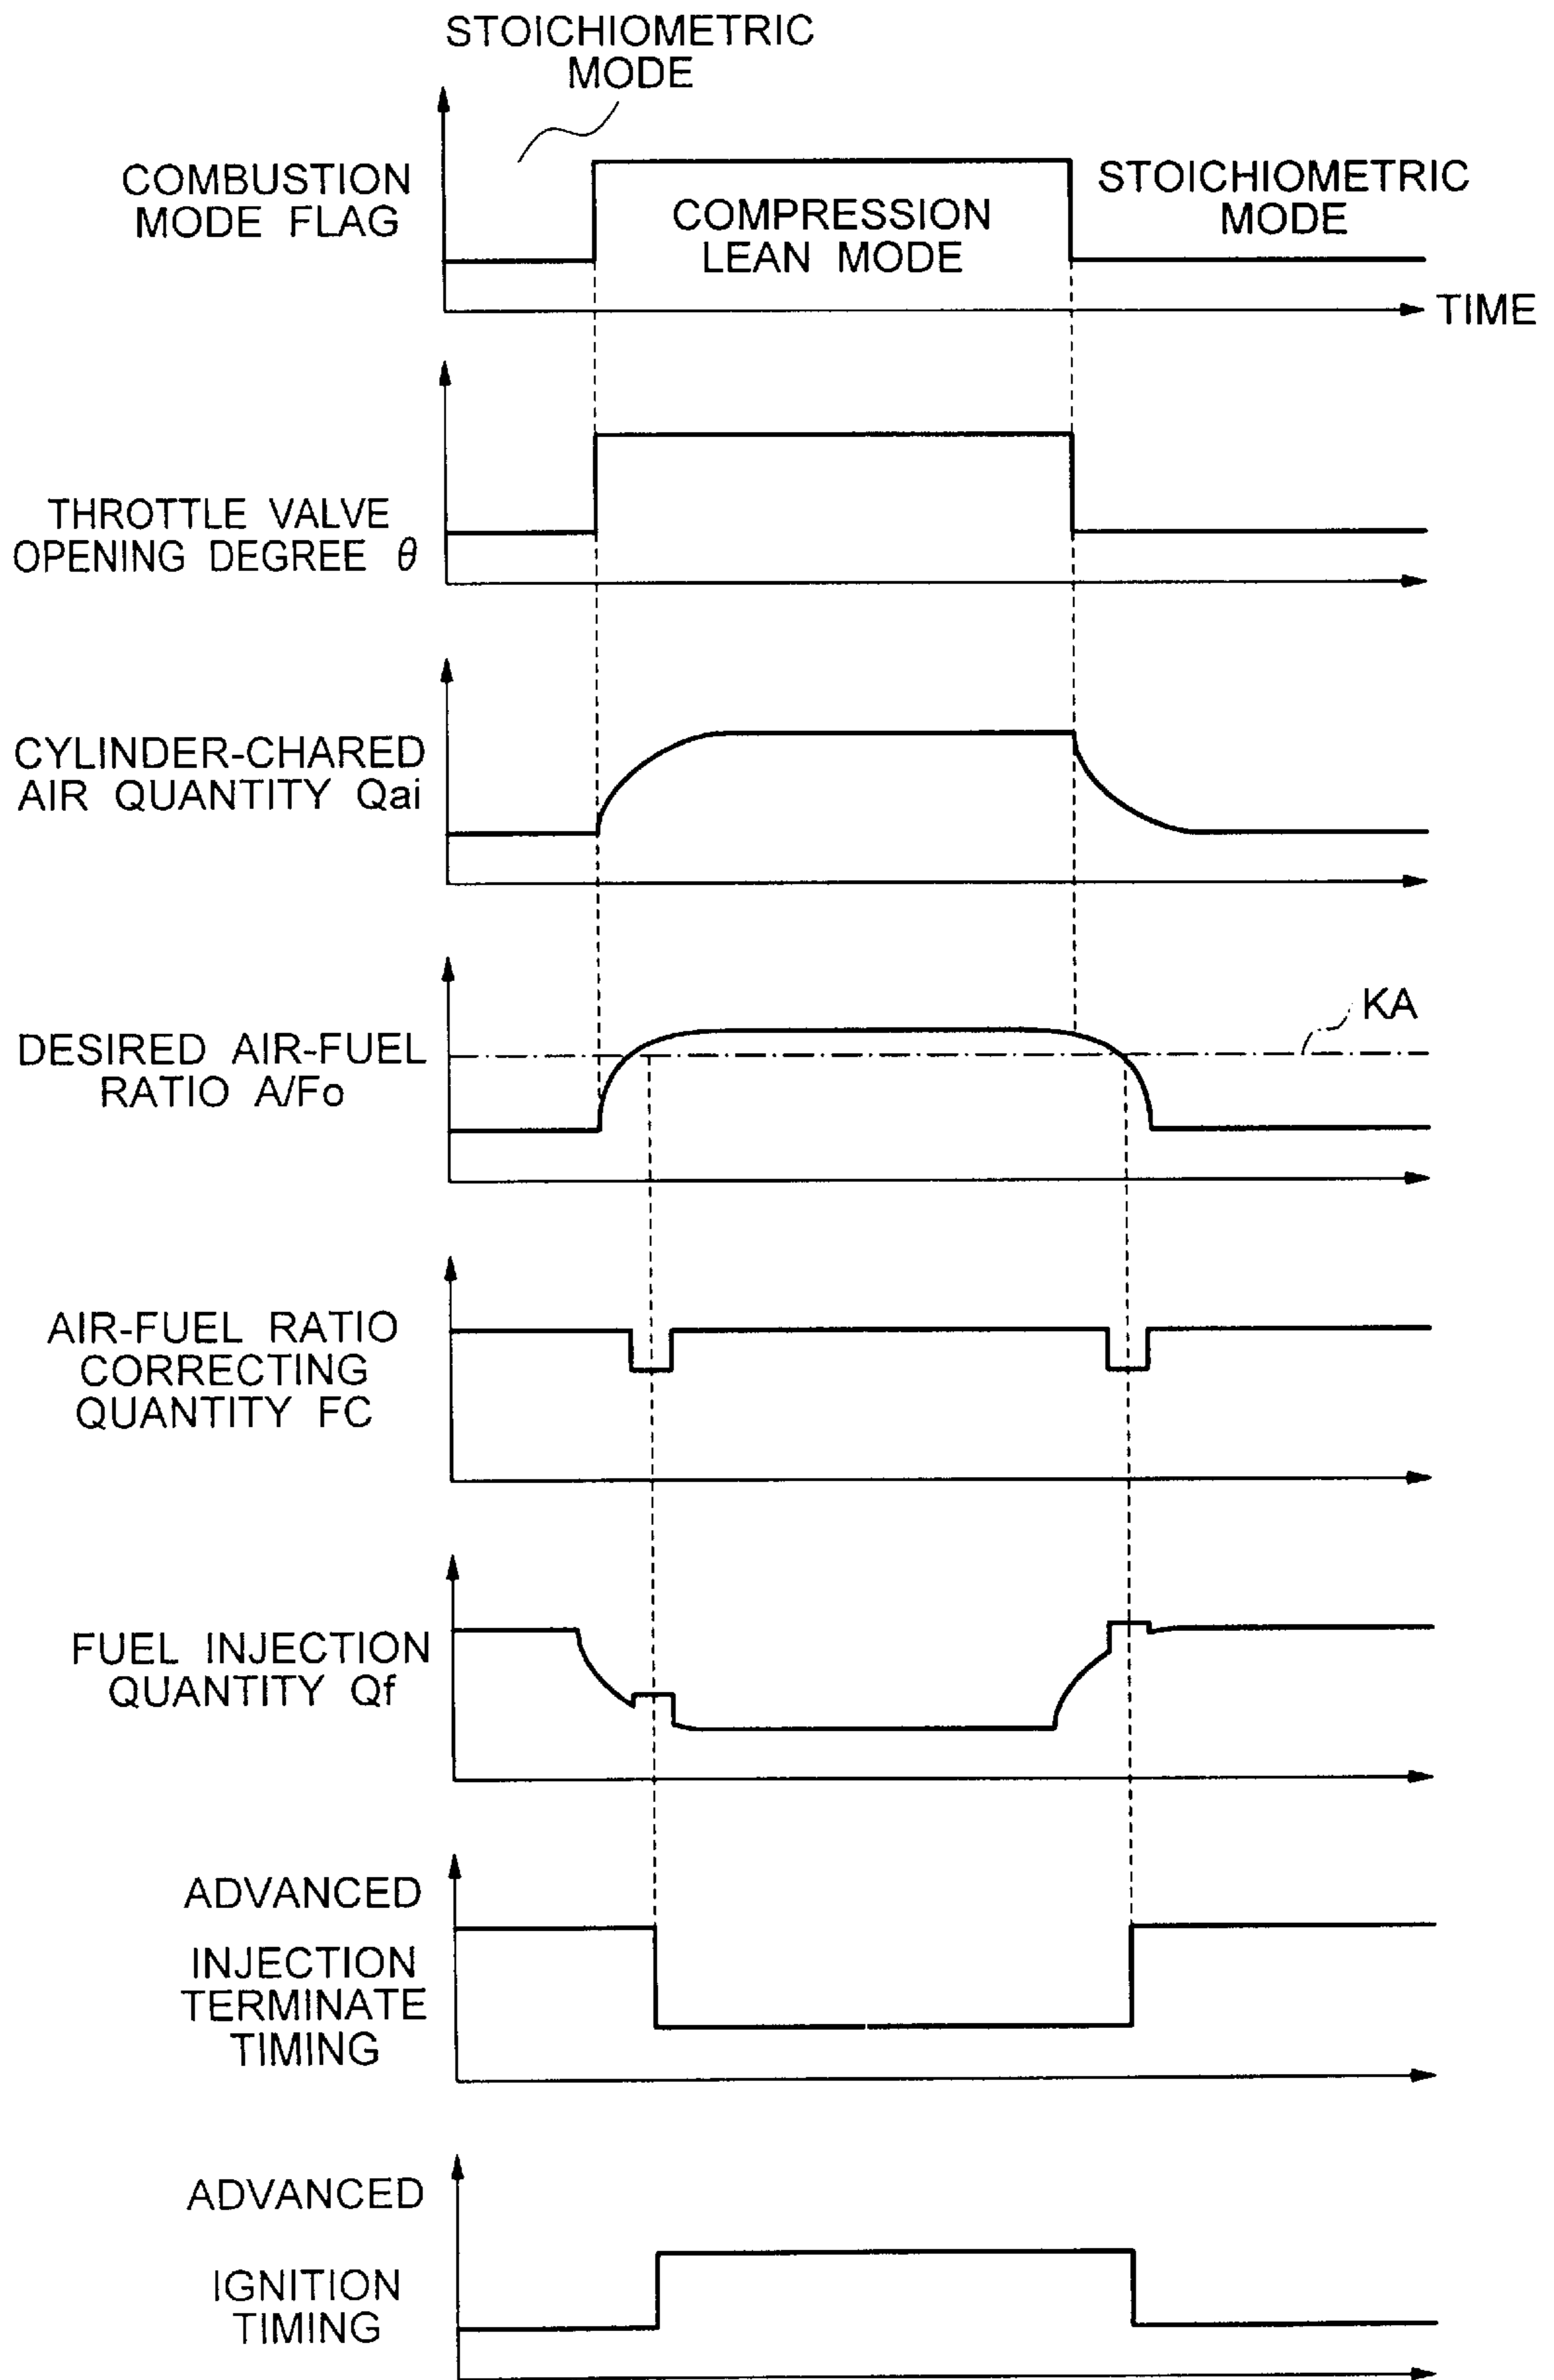 STOICHIOMETRIC
MODE
COMBUSTION
MODE FLAG
COMPRESSION
LEAN MODE
STOICHIOMETRIC
MODE
TIME
THROTTLE VALVE
OPENING DEGREE θ
CYLINDER-CHARED
AIR QUANTITY Qai
KA
DESIRED AIR-FUEL
RATIO A/Fo
AIR-FUEL RATIO
CORRECTING
QUANTITY FC
FUEL INJECTION
QUANTITY Qf
ADVANCED
INJECTION
TERMINATE
TIMING
ADVANCED
IGNITION
TIMING